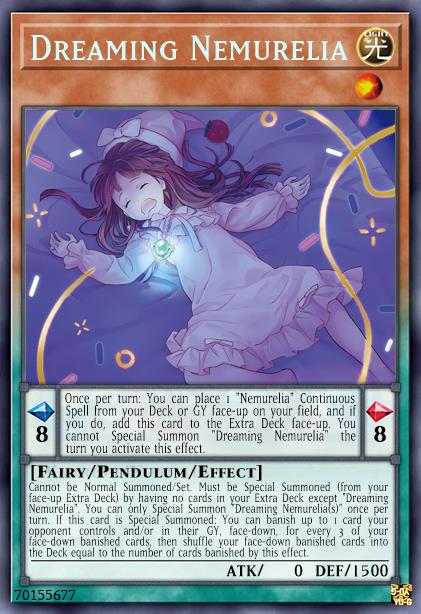 Dreaming Nemurelia
LIGHT
光
Once per turn: You can place 1 "Nemurelia" Continuous
Spell from your Deck or GY face-up on your field, and if
you do, add this card to the Extra Deck face-up. You
cannot Special Summon "Dreaming Nemurelia" the
turn you activate this effect.
8
8
[Fairy/Pendulum/Effect]
Cannot be Normal Summoned/Set. Must be Special Summoned (from your
face-up Extra Deck) by having no cards in your Extra Deck except "Dreaming
Nemurelia". You can only Special Summon "Dreaming Nemurelia(s)" once per
turn. If this card is Special Summoned: You can banish up to 1 card your
opponent controls and/or in their GY, face-down, for every 3 of your
face-down banished cards, then shuffle your face-down banished cards into
the Deck equal to the number of cards banished by this effect.
ATK/ 0 DEF/1500
70155677